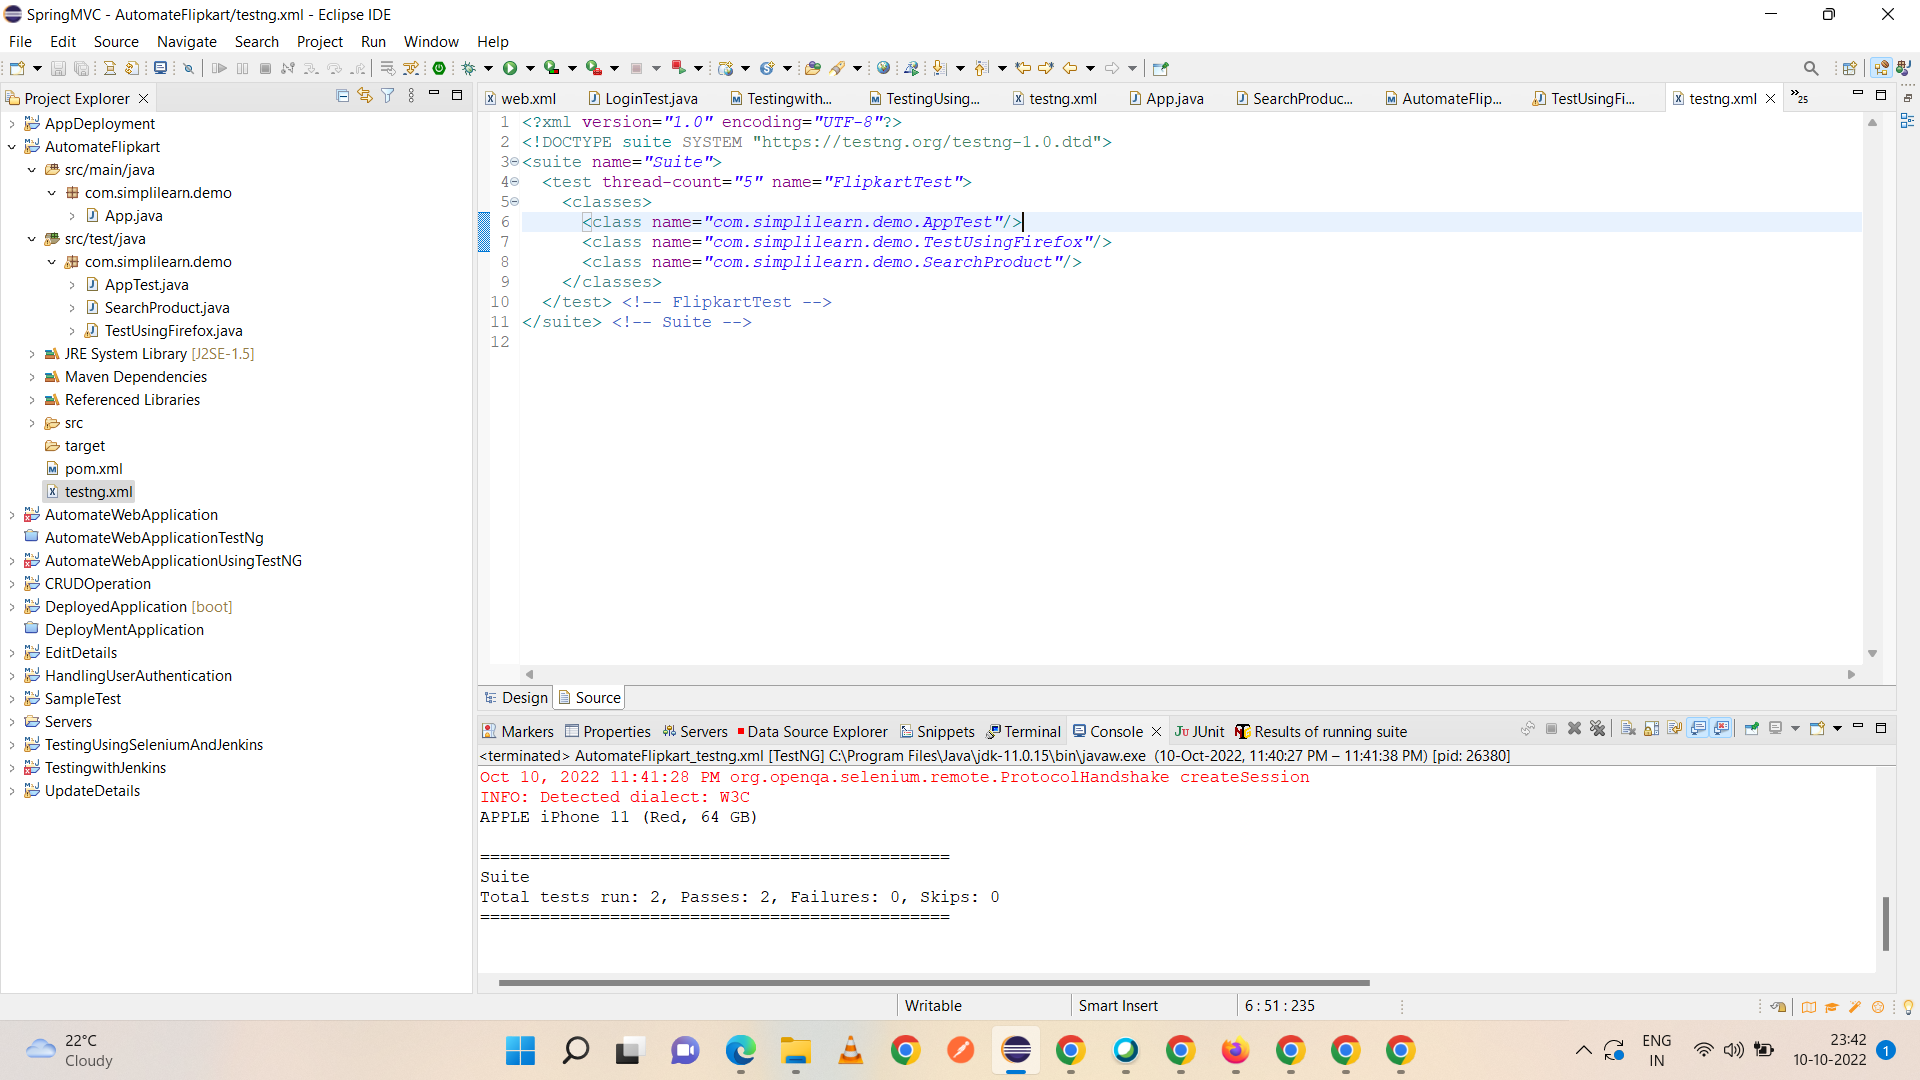 SpringMVC - AutomateFlipkart/testng.xml - Eclipse IDE
File Edit Source Navigate Search Project Run Window Help
Project Explorer
AppDeployment
AutomateFlipkart
src/main/java
com.simplilearn.demo
App.java
src/test/java
com.simplilearn.demo
AppTest.java
SearchProduct.java
TestUsingFirefox.java
JRE System Library [J2SE-1.5]
Maven Dependencies
Referenced Libraries
src
target
pom.xml
testng.xml
AutomateWebApplication
AutomateWebApplicationTestNg
AutomateWebApplicationUsingTestNG
CRUDOperation
DeployedApplication [boot]
DeployMentApplication
EditDetails
HandlingUserAuthentication
SampleTest
Servers
TestingUsingSeleniumAndJenkins
TestingwithJenkins
UpdateDetails
web.xml LoginTest.java Testingwith... TestingUsing... testng.xml App.java SearchProduc... AutomateFlip... TestUsingFi... testng.xml »25
1 <?xml version="1.0" encoding="UTF-8"?>
2 <!DOCTYPE suite SYSTEM "https://testng.org/testng-1.0.dtd">
3 <suite name="Suite">
4 <test thread-count="5" name="FlipkartTest">
5 <classes>
6 <class name="com.simplilearn.demo.AppTest"/>
7 <class name="com.simplilearn.demo.TestUsingFirefox"/>
8 <class name="com.simplilearn.demo.SearchProduct"/>
9 </classes>
10 </test> <!-- FlipkartTest -->
11 </suite> <!-- Suite -->
12
Design Source
Markers Properties Servers Data Source Explorer Snippets Terminal Console JUnit Results of running suite
<terminated> AutomateFlipkart_testng.xml [TestNG] C:\Program Files\Java\jdk-11.0.15\bin\javaw.exe (10-Oct-2022, 11:40:27 PM – 11:41:38 PM) [pid: 26380]
Oct 10, 2022 11:41:28 PM org.openqa.selenium.remote.ProtocolHandshake createSession
INFO: Detected dialect: W3C
APPLE iPhone 11 (Red, 64 GB)
===============================================
Suite
Total tests run: 2, Passes: 2, Failures: 0, Skips: 0
===============================================
Writable Smart Insert 6 : 51 : 235
22°C
Cloudy
ENG
IN
23:42
10-10-2022
1